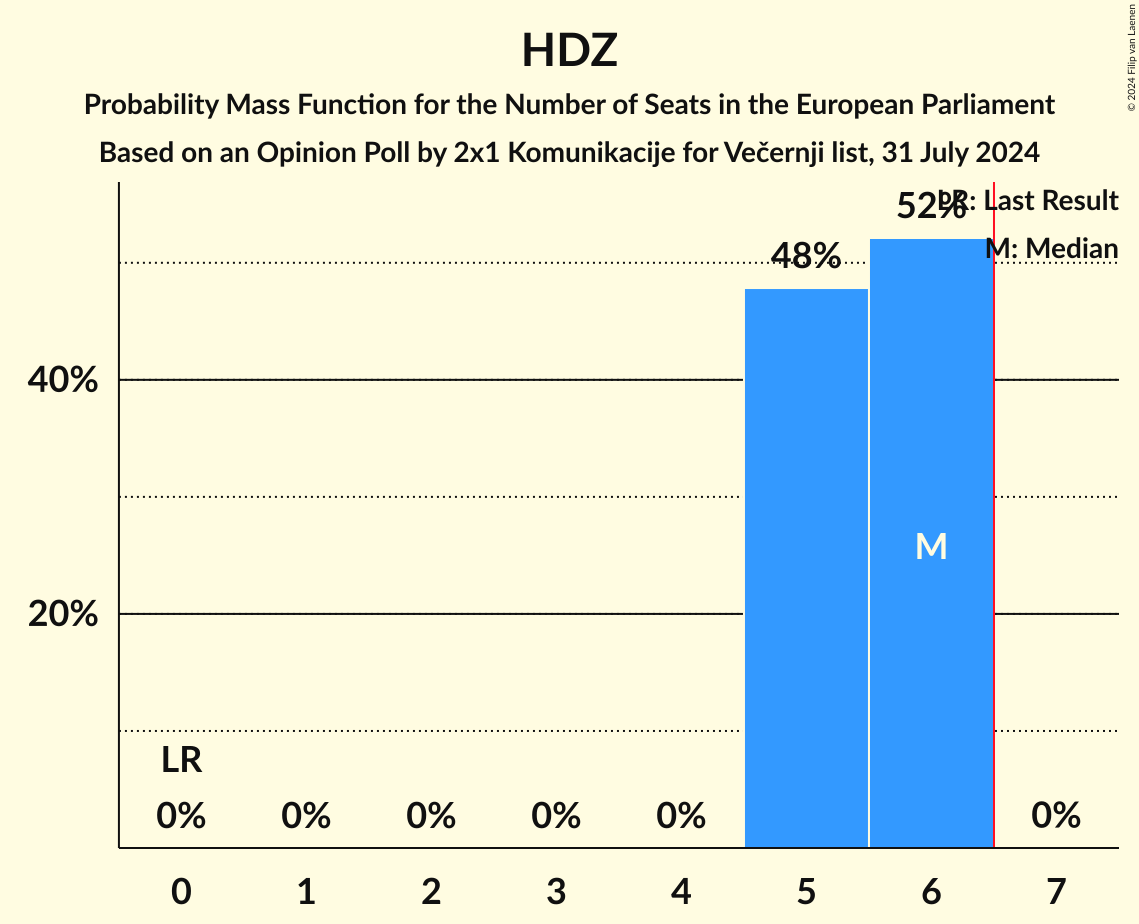 HDZ
Probability Mass Function for the Number of Seats in the European Parliament
Based on an Opinion Poll by 2x1 Komunikacije for Večernji list, 31 July 2024
© 2024 Filip van Laenen
LR: Last Result
M: Median
52%
48%
40%
20%
M
LR
0% 0% 0% 0% 0% 0%
0 1 2 3 4 5 6 7